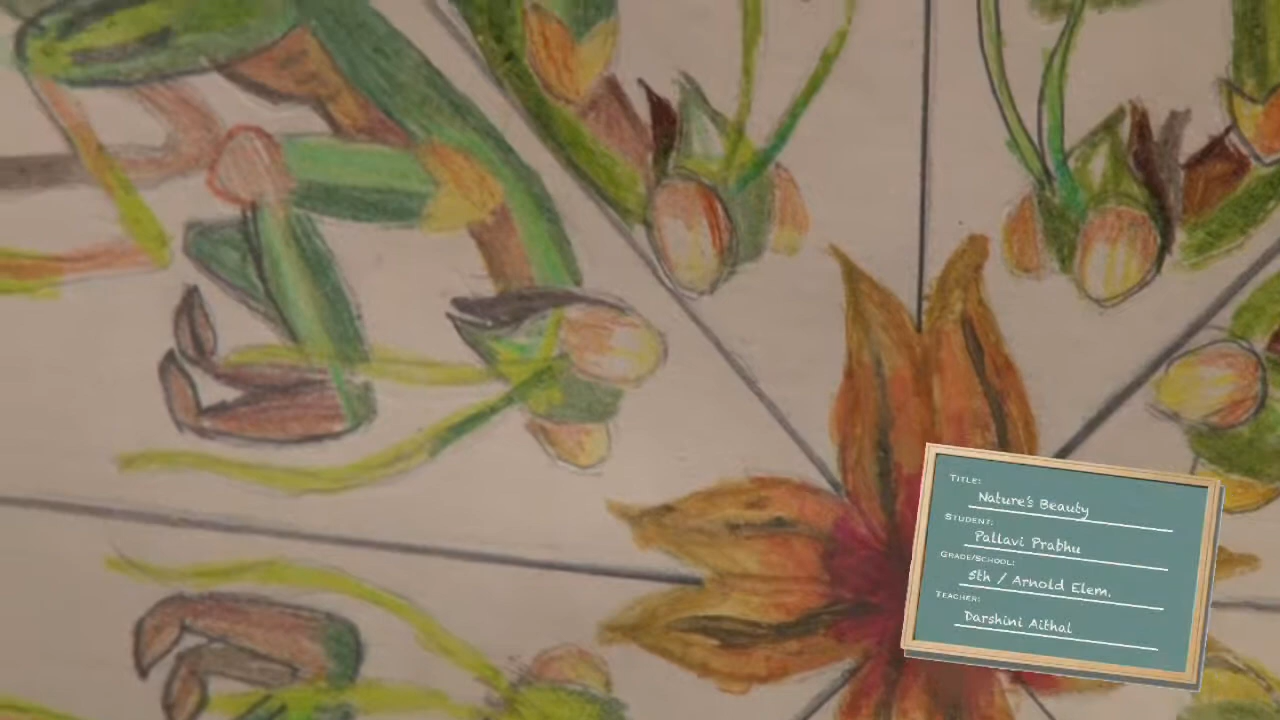 TITLE:
Nature's Beauty
STUDENT:
Pallavi Prabhu
GRADE/SCHOOL:
5th / Arnold Elem.
TEACHER:
Darshini Aithal